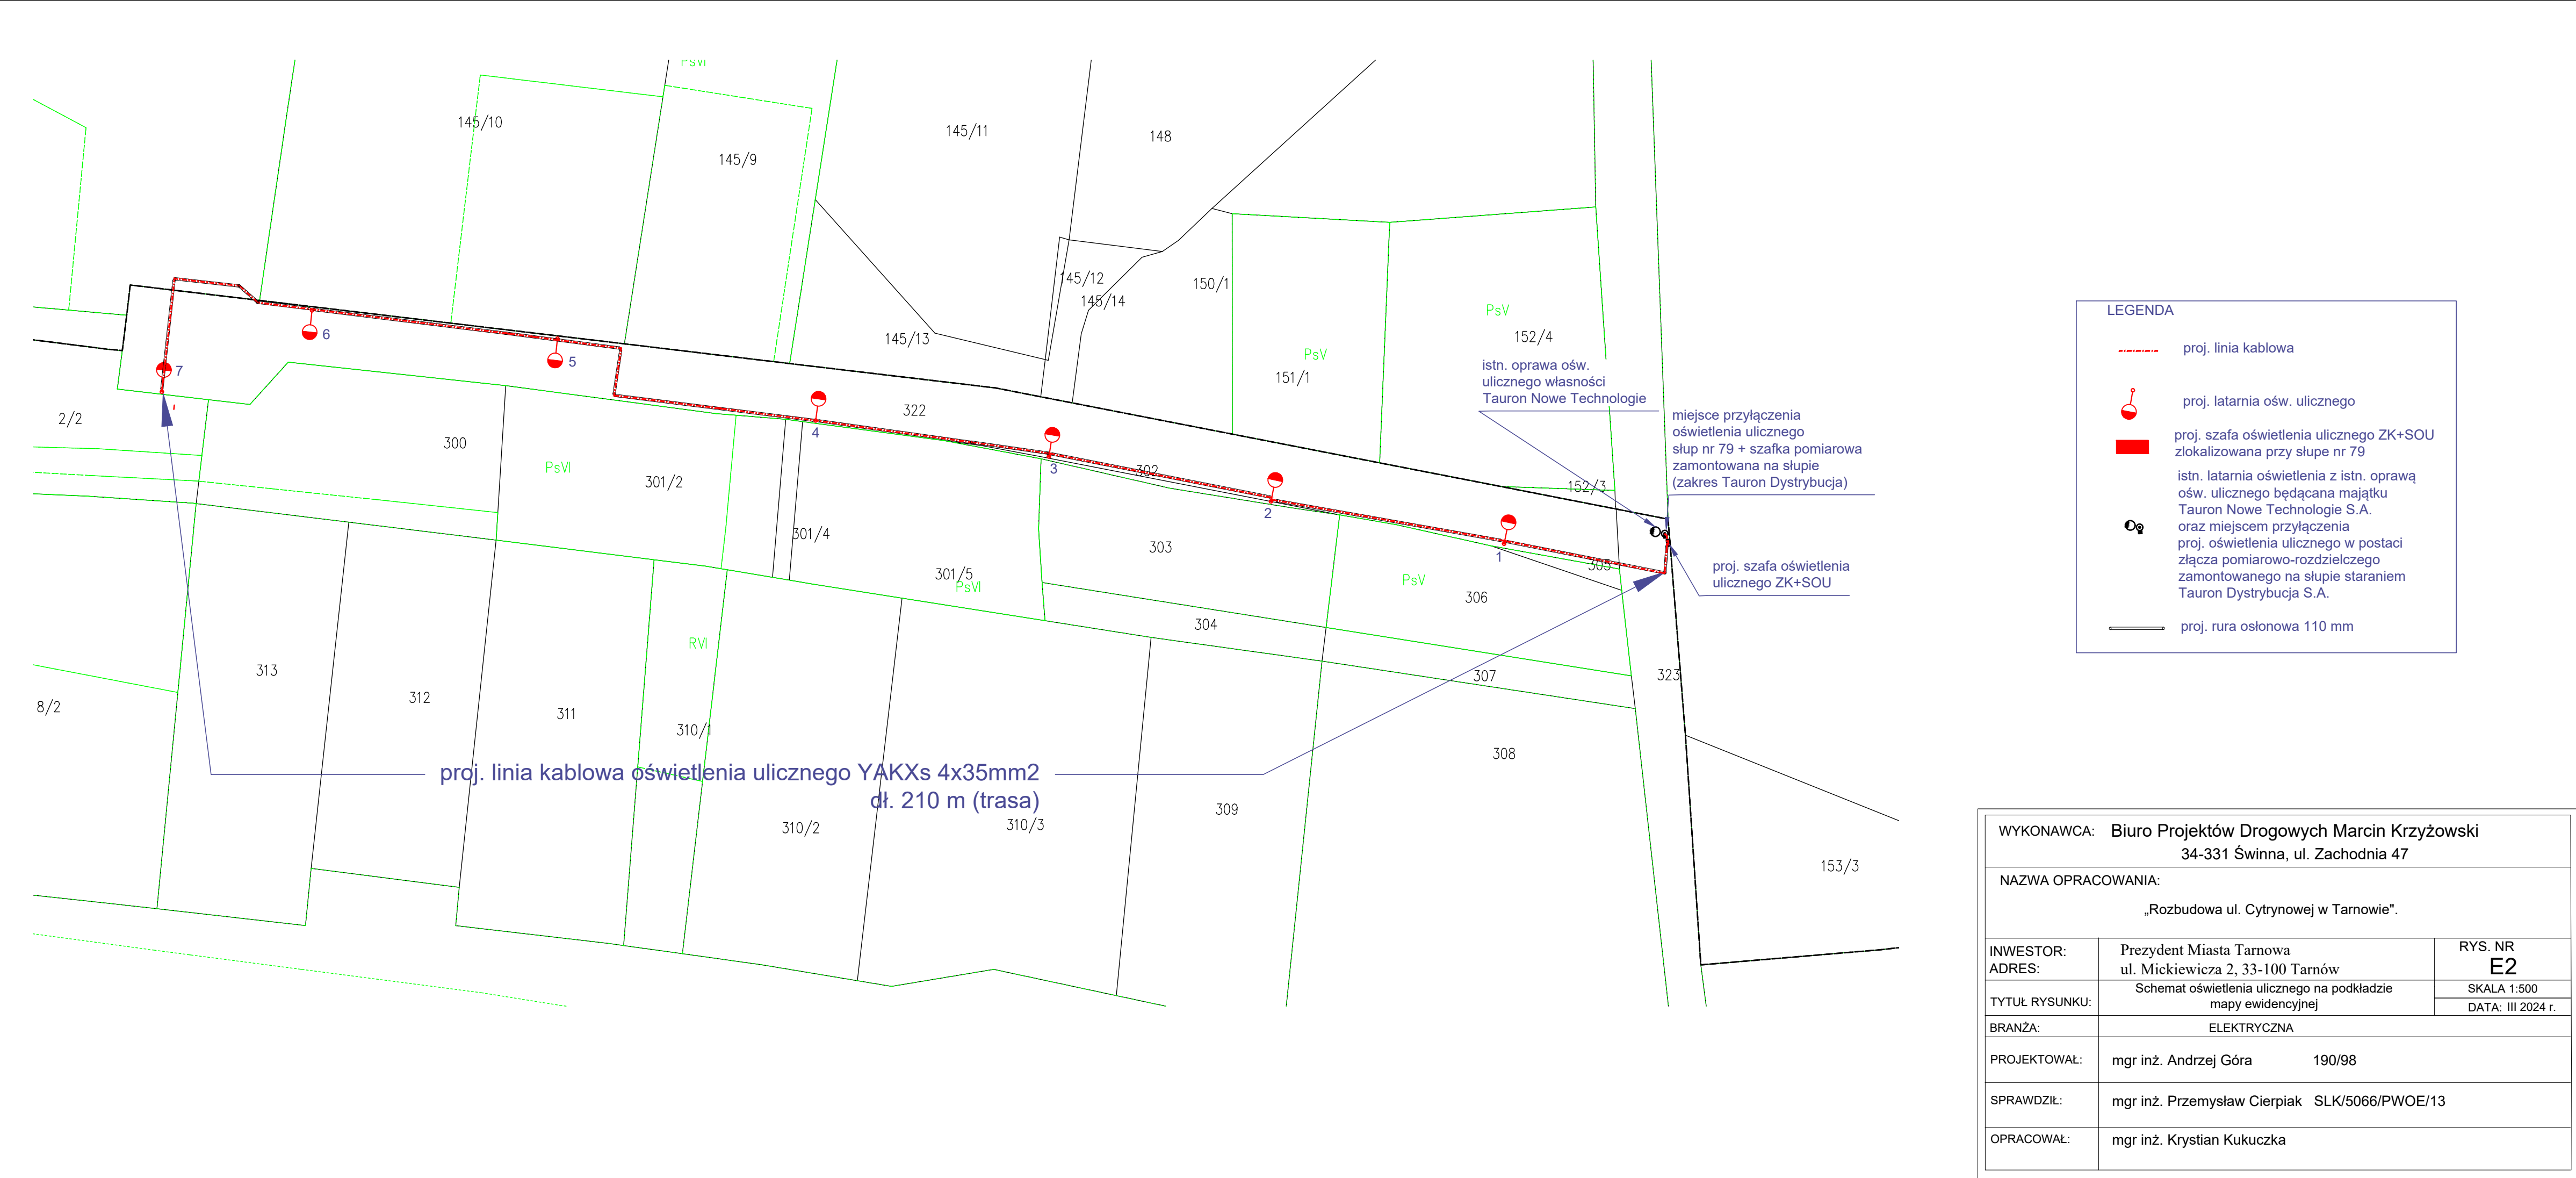 PsVI
145/10
145/9
145/11
148
145/12
145/14
150/1
145/13
PsV
152/4
PsV
151/1
istn. oprawa ośw.
ulicznego własności
Tauron Nowe Technologie
miejsce przyłączenia
oświetlenia ulicznego
słup nr 79 + szafka pomiarowa
zamontowana na słupie
(zakres Tauron Dystrybucja)
6
5
7
4
3
2
1
322
2/2
300
PsVI
301/2
302
152/3
301/4
303
301/5
PsVI
PsV
305
306
proj. szafa oświetlenia
ulicznego ZK+SOU
304
RVI
313
312
311
310/1
8/2
307
323
308
proj. linia kablowa oświetlenia ulicznego YAKXs 4x35mm2
dł. 210 m (trasa)
310/2
310/3
309
153/3
LEGENDA
proj. linia kablowa
proj. latarnia ośw. ulicznego
proj. szafa oświetlenia ulicznego ZK+SOU
zlokalizowana przy słupe nr 79
istn. latarnia oświetlenia z istn. oprawą
ośw. ulicznego będącana majątku
Tauron Nowe Technologie S.A.
oraz miejscem przyłączenia
proj. oświetlenia ulicznego w postaci
złącza pomiarowo-rozdzielczego
zamontowanego na słupie staraniem
Tauron Dystrybucja S.A.
proj. rura osłonowa 110 mm
WYKONAWCA: Biuro Projektów Drogowych Marcin Krzyżowski
34-331 Świnna, ul. Zachodnia 47
NAZWA OPRACOWANIA:
„Rozbudowa ul. Cytrynowej w Tarnowie".
INWESTOR: Prezydent Miasta Tarnowa
ADRES: ul. Mickiewicza 2, 33-100 Tarnów
RYS. NR
E2
TYTUŁ RYSUNKU: Schemat oświetlenia ulicznego na podkładzie
mapy ewidencyjnej
SKALA 1:500
DATA: III 2024 r.
BRANŻA: ELEKTRYCZNA
PROJEKTOWAŁ: mgr inż. Andrzej Góra 190/98
SPRAWDZIŁ: mgr inż. Przemysław Cierpiak SLK/5066/PWOE/13
OPRACOWAŁ: mgr inż. Krystian Kukuczka